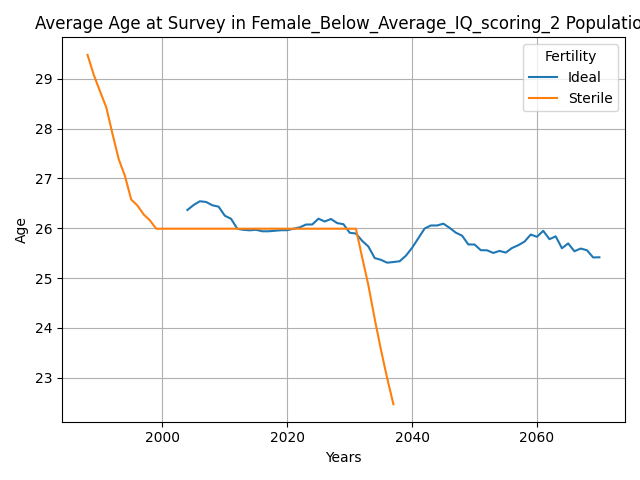 Average Age at Survey in Female_Below_Average_IQ_scoring_2 Populatio
Fertility
Ideal
Sterile
29
28
27
26
25
24
23
Age
2000
2020
2040
2060
Years